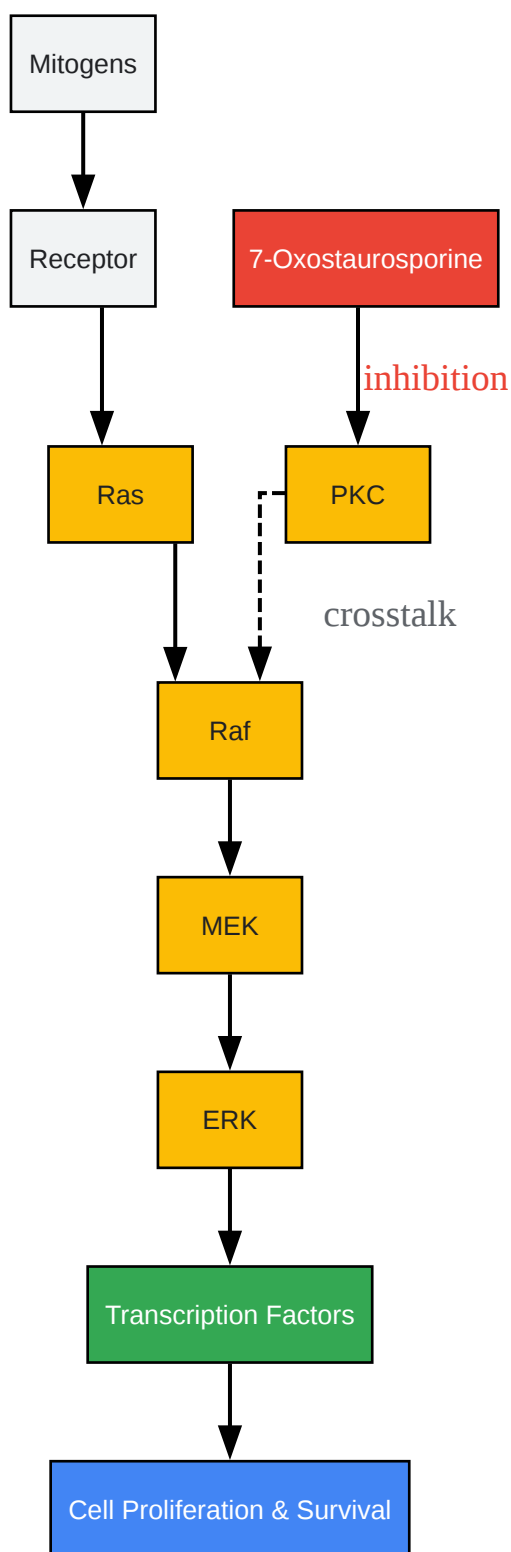 Mitogens
Receptor
7-Oxostaurosporine
inhibition
Ras
PKC
crosstalk
Raf
MEK
ERK
Transcription Factors
Cell Proliferation & Survival